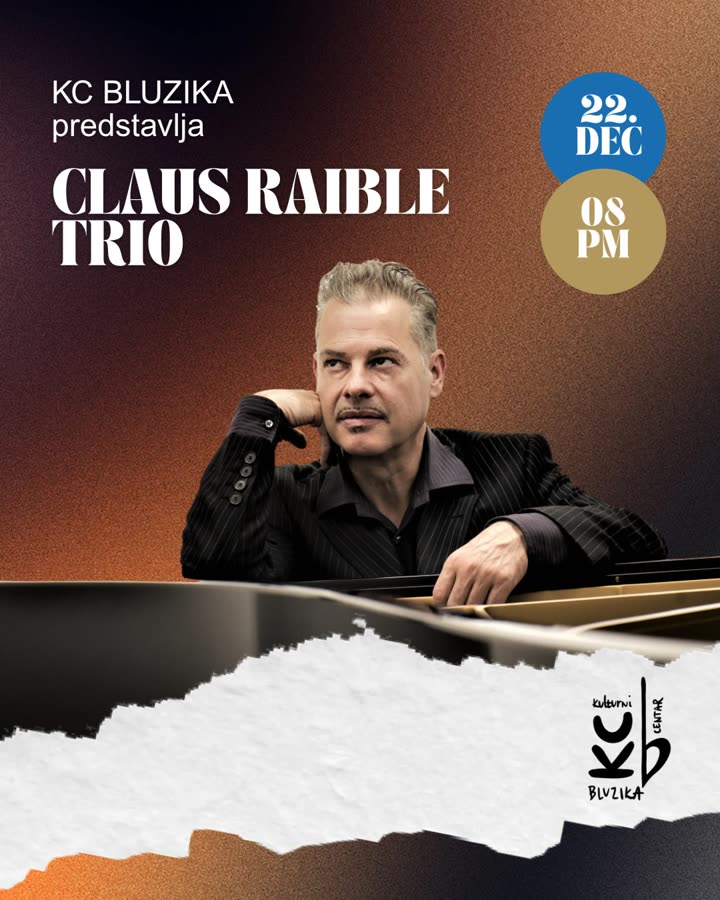 KC BLUZIKA
predstavlja
CLAUS RAIBLE
TRIO
22.
DEC
08
PM
kulturni
CENTAR
KC
BLUZIKA